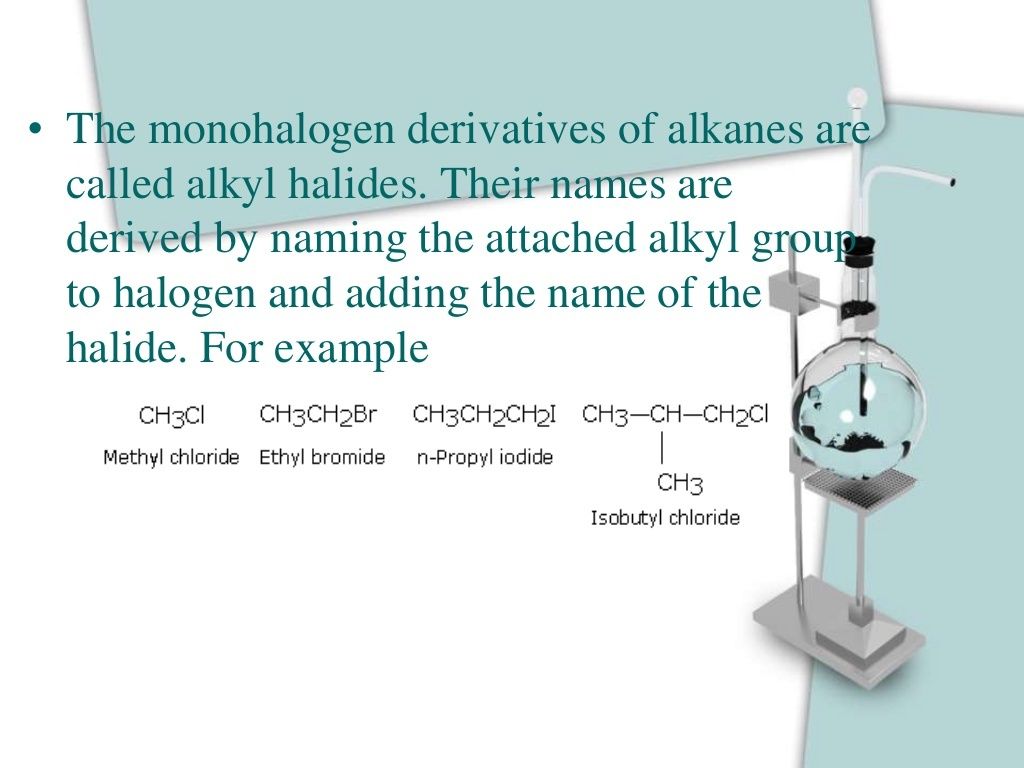 • The monohalogen derivatives of alkanes are
called alkyl halides. Their names are
derived by naming the attached alkyl group
to halogen and adding the name of the
halide. For example
CH3Cl CH3CH2Br CH3CH2CH2I CH3—CH—CH2Cl
|
Methyl chloride Ethyl bromide n-Propyl iodide
CH3
Isobutyl chloride